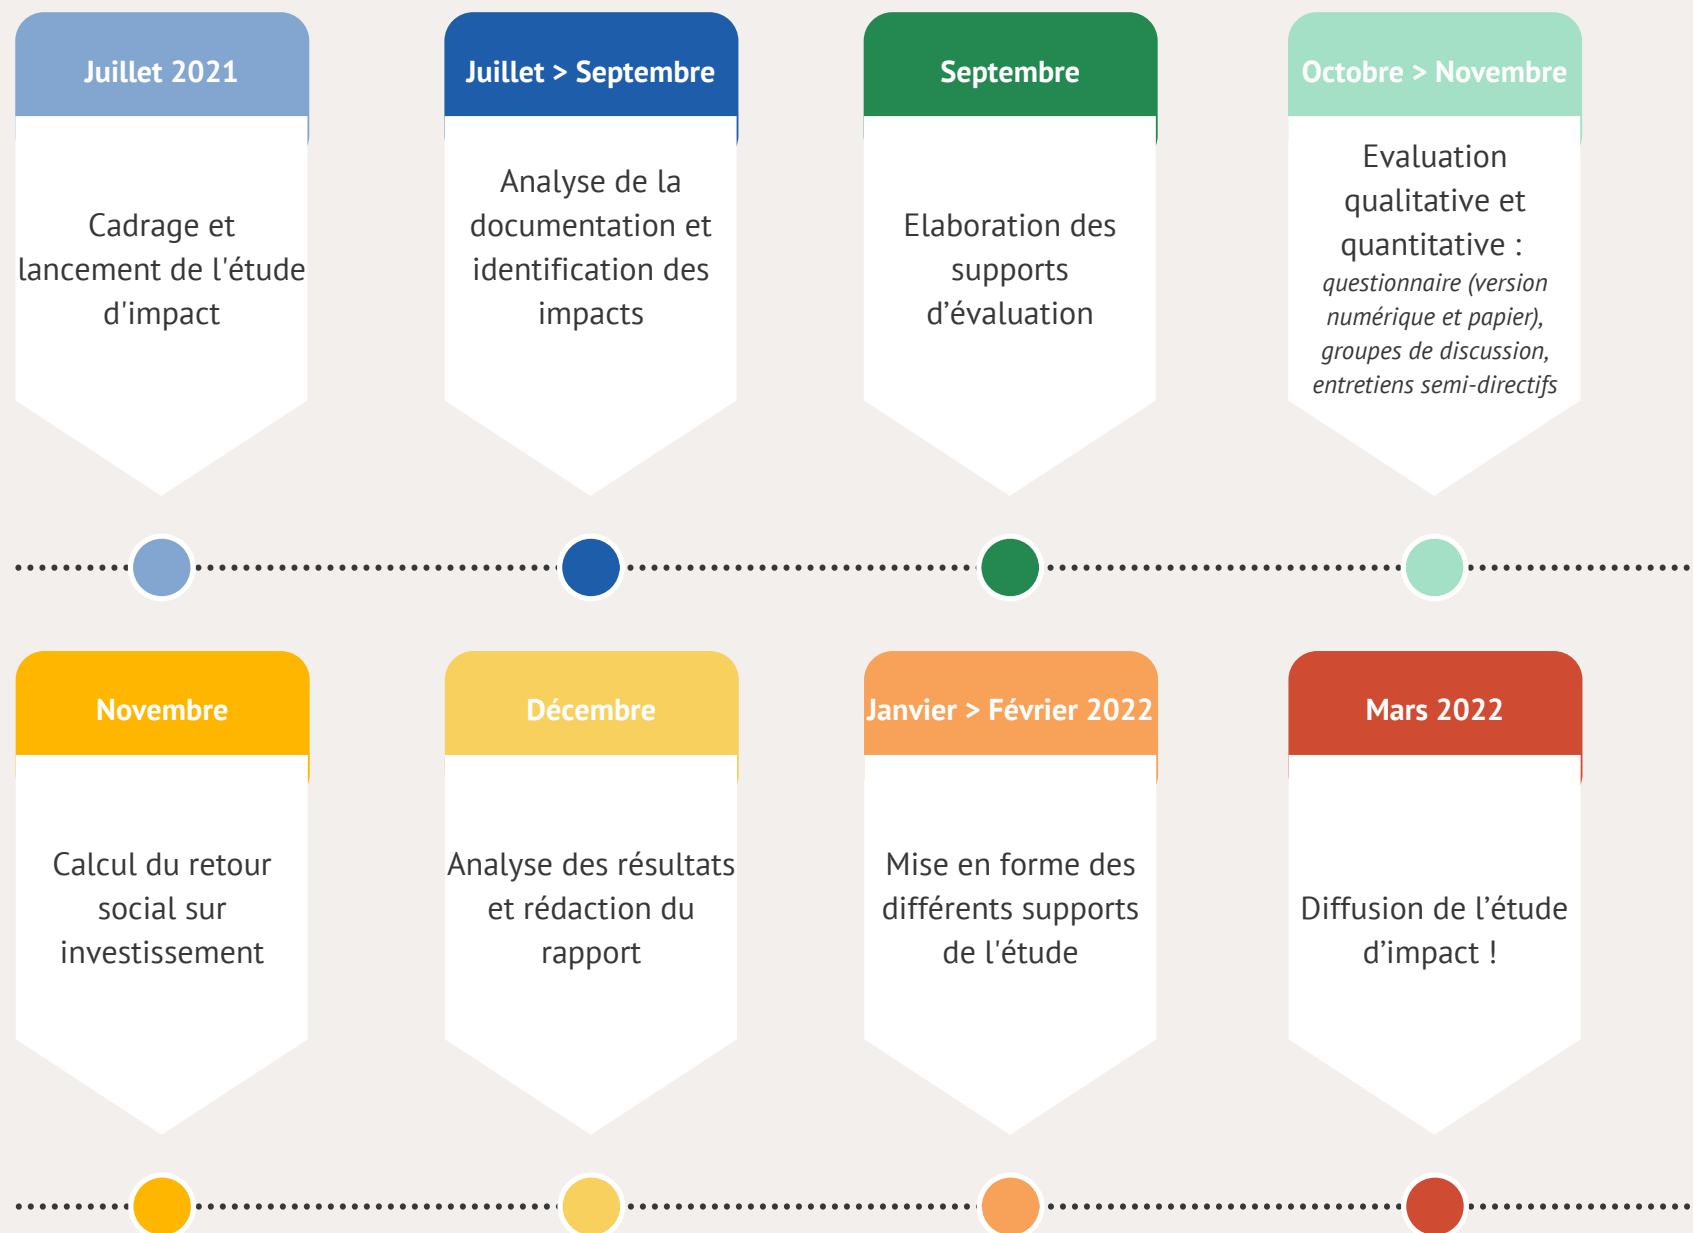 Juillet 2021
Cadrage et
lancement de l'étude
d'impact
Juillet > Septembre
Analyse de la
documentation et
identification des
impacts
Septembre
Elaboration des
supports
d’évaluation
Octobre > Novembre
Evaluation
qualitative et
quantitative :
questionnaire (version
numérique et papier),
groupes de discussion,
entretiens semi-directifs
Novembre
Calcul du retour
social sur
investissement
Décembre
Analyse des résultats
et rédaction du
rapport
Janvier > Février 2022
Mise en forme des
différents supports
de l'étude
Mars 2022
Diffusion de l’étude
d’impact !